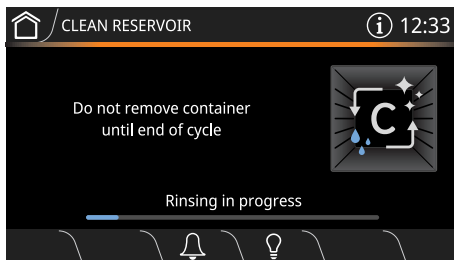 CLEAN RESERVOIR
i 12:33
Do not remove container
until end of cycle
C
Rinsing in progress